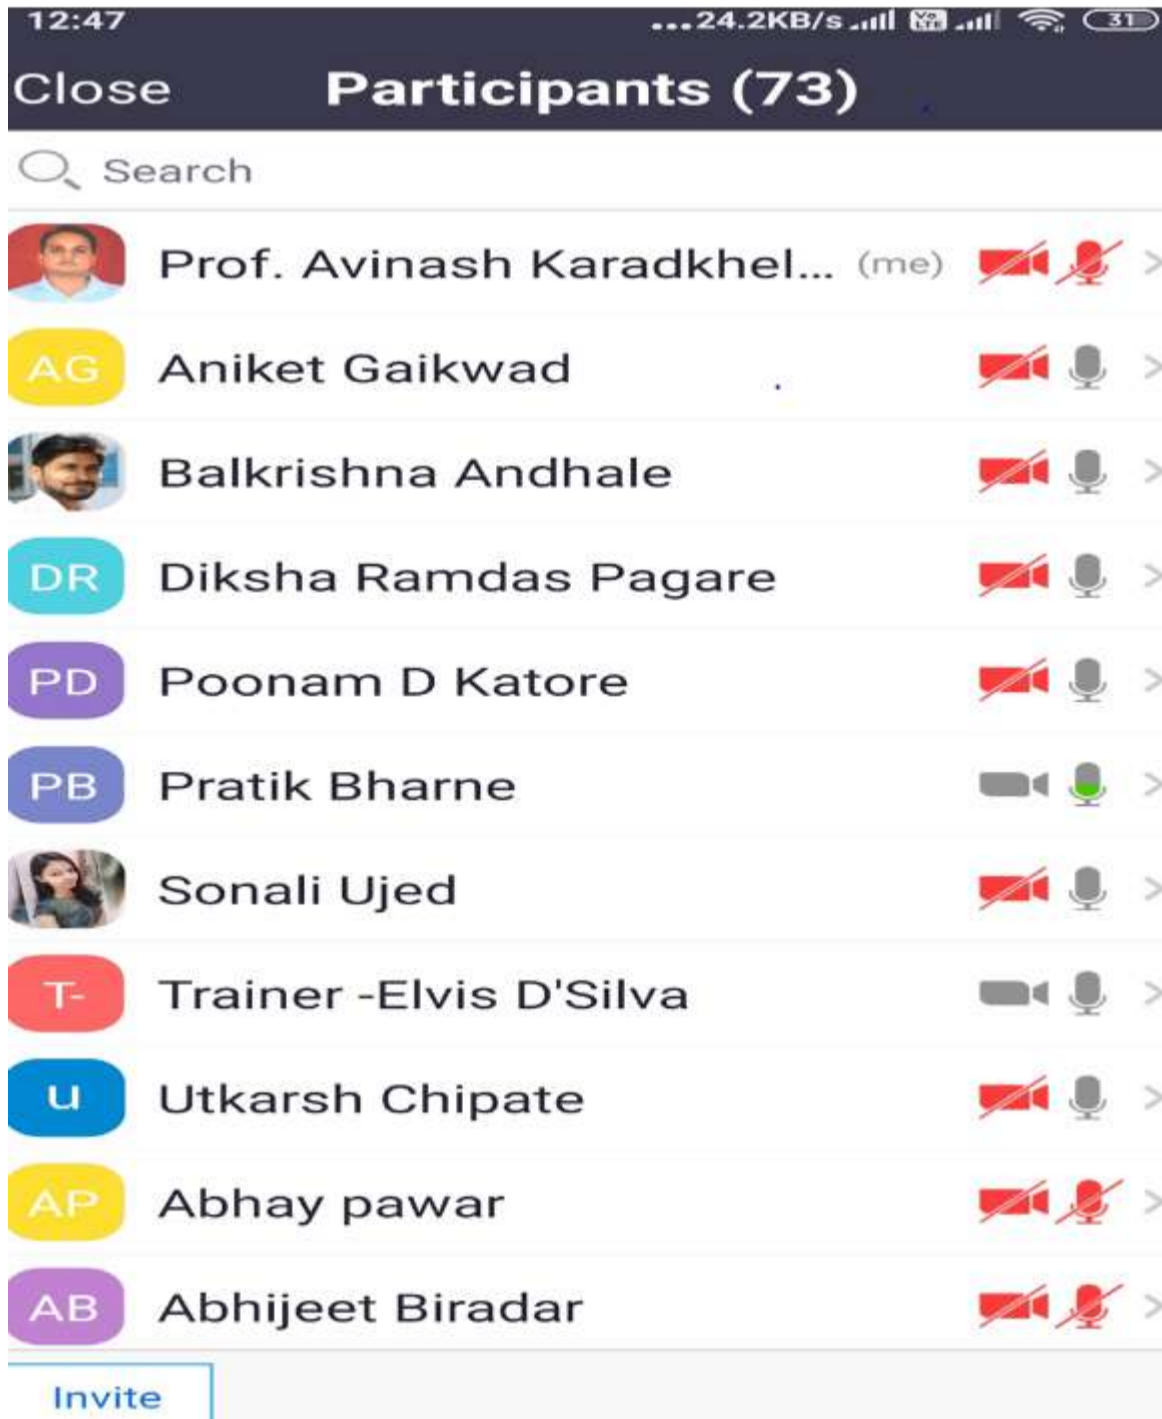 12:47 ...24.2KB/s Vo LTE 31
Close Participants (73)
Search
Prof. Avinash Karadkhel... (me)
AG Aniket Gaikwad
Balkrishna Andhale
DR Diksha Ramdas Pagare
PD Poonam D Katore
PB Pratik Bharne
Sonali Ujed
T- Trainer -Elvis D'Silva
u Utkarsh Chipate
AP Abhay pawar
AB Abhijeet Biradar
Invite